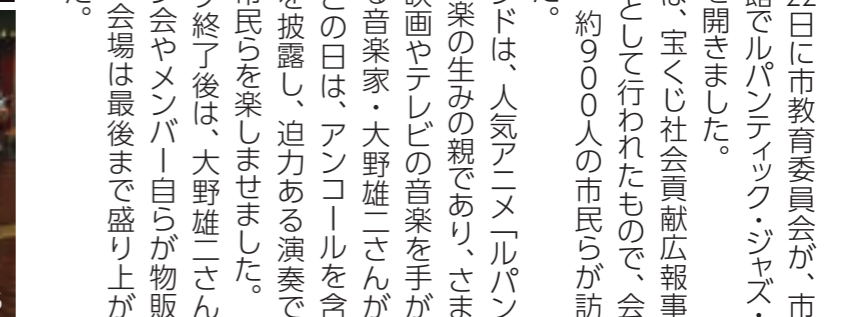 22日に市教育委員会が、市
館でルパンティック・ジャズ・
を開きました。
は、宝くじ社会貢献広報事
として行われたもので、会
約９００人の市民らが訪
た。
ンドは、人気アニメ「ルパン
楽の生みの親であり、さま
映画やテレビの音楽を手が
る音楽家・大野雄二さんが
この日は、アンコールを含
を披露し、迫力ある演奏で
市民らを楽しませました。
終了後は、大野雄二さん
会やメンバー自らが物販
会場は最後まで盛り上が
た。